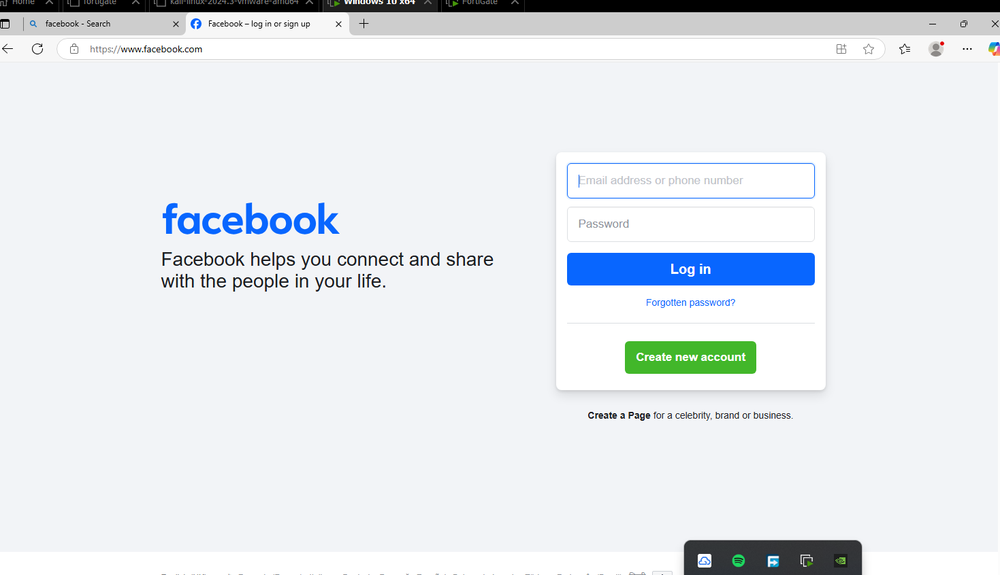 Home
fortigate
kali-linux-2024.3-vmware-amd64
Windows 10 x64
FortiGate
facebook - Search
Facebook – log in or sign up
https://www.facebook.com
Email address or phone number
facebook
Password
Facebook helps you connect and share
with the people in your life.
Log in
Forgotten password?
Create new account
Create a Page for a celebrity, brand or business.